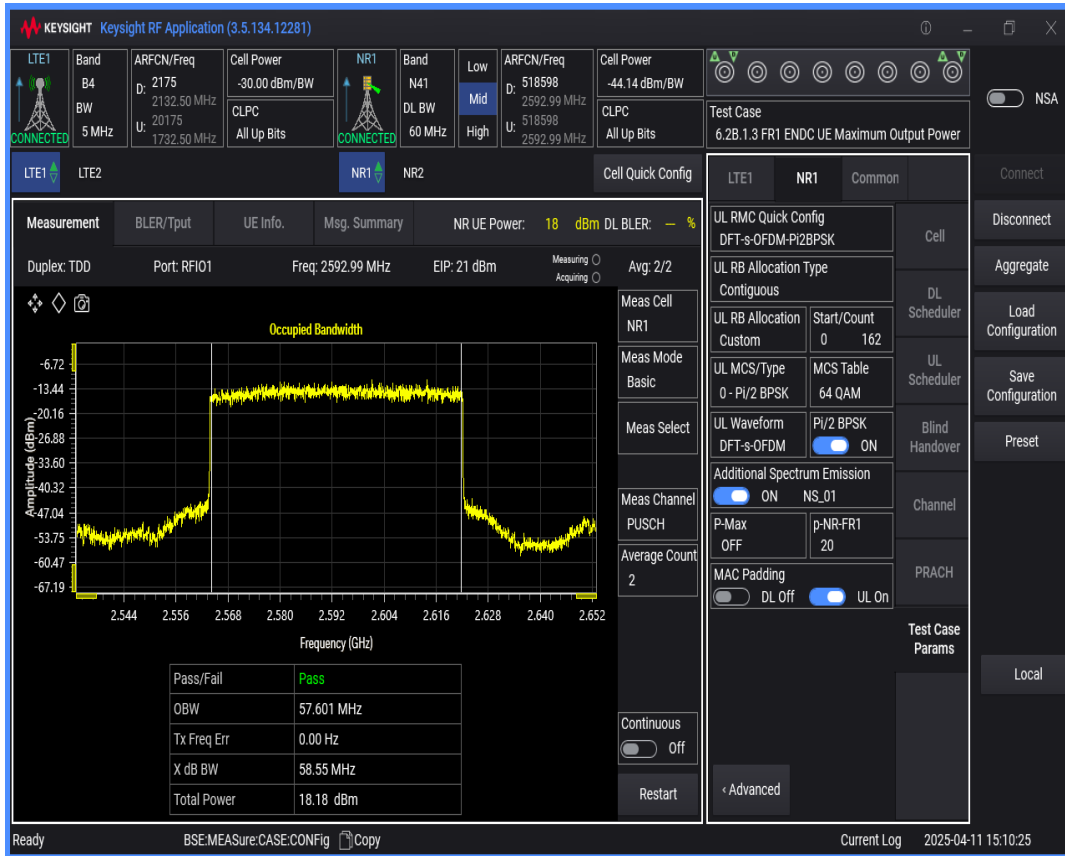 KEYSIGHT Keysight RF Application (3.5.134.12281)
LTE1 Band ARFCN/Freq Cell Power NR1 Band Low ARFCN/Freq Cell Power
B4 D: 2175 -30.00 dBm/BW N41 D: 518598 -44.14 dBm/BW
2132.50 MHz Mid 2592.99 MHz NSA
BW U: 20175 CLPC DL BW U: 518598 CLPC Test Case
CONNECTED 5 MHz 1732.50 MHz All Up Bits CONNECTED 60 MHz High 2592.99 MHz All Up Bits 6.2B.1.3 FR1 ENDC UE Maximum Output Power
LTE1 LTE2 NR1 NR2 Cell Quick Config
LTE1 NR1 Common Connect
Measurement BLER/Tput UE Info. Msg. Summary NR UE Power: 18 dBm DL BLER: — %
Duplex: TDD Port: RFIO1 Freq: 2592.99 MHz EIP: 21 dBm Measuring Avg: 2/2
Acquiring
Occupied Bandwidth
Amplitude (dBm)
-6.72
-13.44
-20.16
-26.88
-33.60
-40.32
-47.04
-53.75
-60.47
-67.19
2.544 2.556 2.568 2.580 2.592 2.604 2.616 2.628 2.640 2.652
Frequency (GHz)
Pass/Fail Pass
OBW 57.601 MHz
Tx Freq Err 0.00 Hz
X dB BW 58.55 MHz
Total Power 18.18 dBm
Meas Cell
NR1
Meas Mode
Basic
Meas Select
Meas Channel
PUSCH
Average Count
2
Continuous
Off
Restart
UL RMC Quick Config
DFT-s-OFDM-Pi2BPSK
UL RB Allocation Type
Contiguous
UL RB Allocation Start/Count
Custom 0 162
UL MCS/Type MCS Table
0 - Pi/2 BPSK 64 QAM
UL Waveform Pi/2 BPSK
DFT-s-OFDM ON
Additional Spectrum Emission
ON NS_01
P-Max p-NR-FR1
OFF 20
MAC Padding
DL Off UL On
‹ Advanced
Cell
DL
Scheduler
UL
Scheduler
Blind
Handover
Channel
PRACH
Test Case
Params
Disconnect
Aggregate
Load
Configuration
Save
Configuration
Preset
Local
Ready BSE:MEASure:CASE:CONFig Copy Current Log 2025-04-11 15:10:25